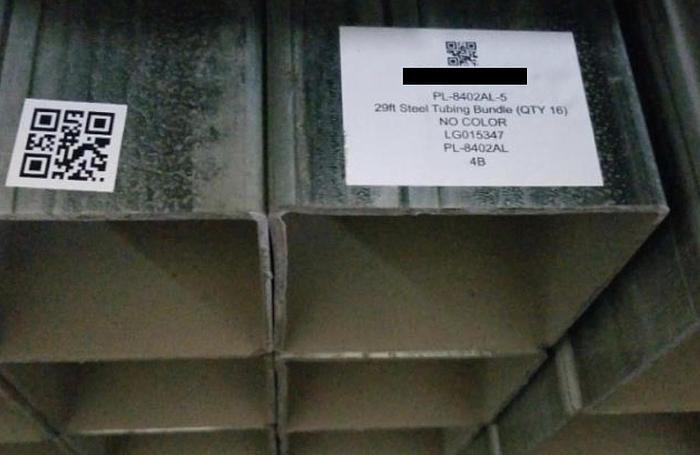 PL-8402AL-5
29ft Steel Tubing Bundle (QTY 16)
NO COLOR
LG015347
PL-8402AL
4B